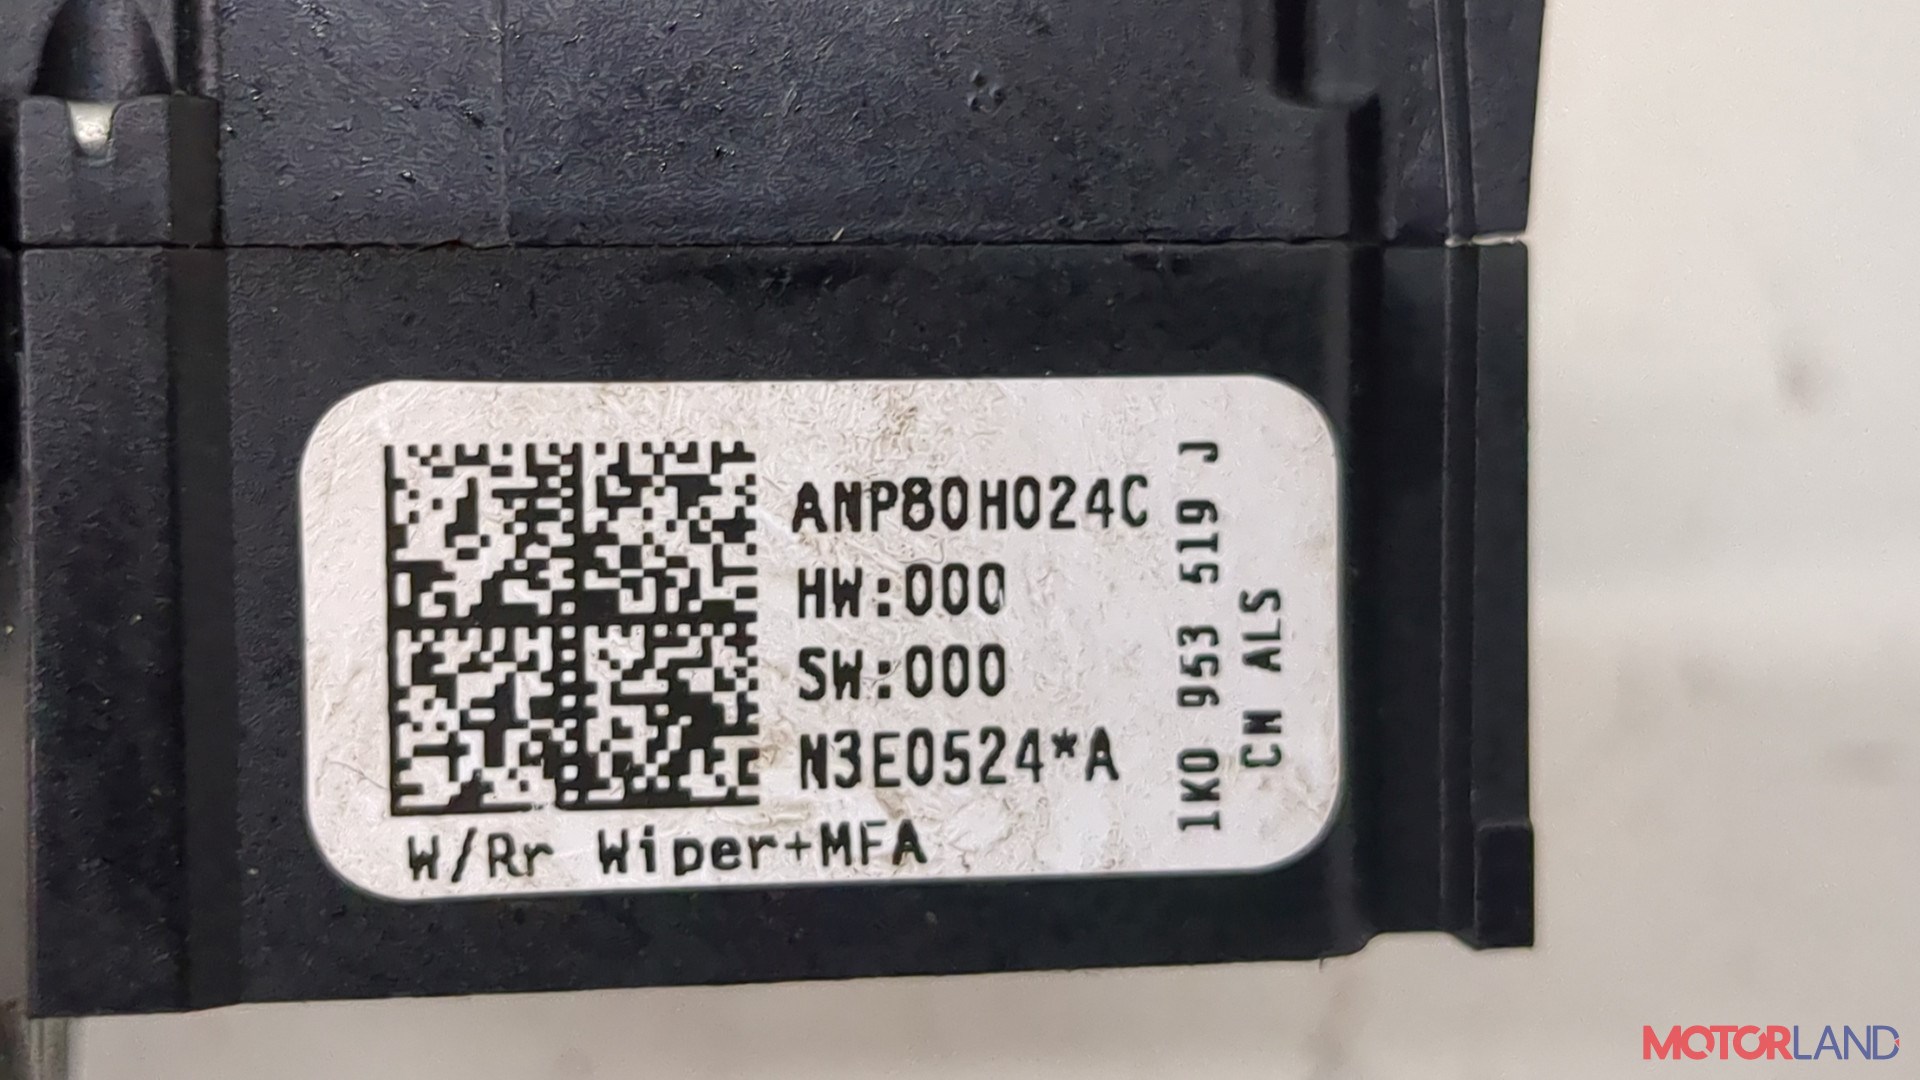 ANP80H024C
HW:000
SW:000
N3E0524*A
W/Rr Wiper+MFA
1K0 953 519 J
CN ALS
MOTORLAND